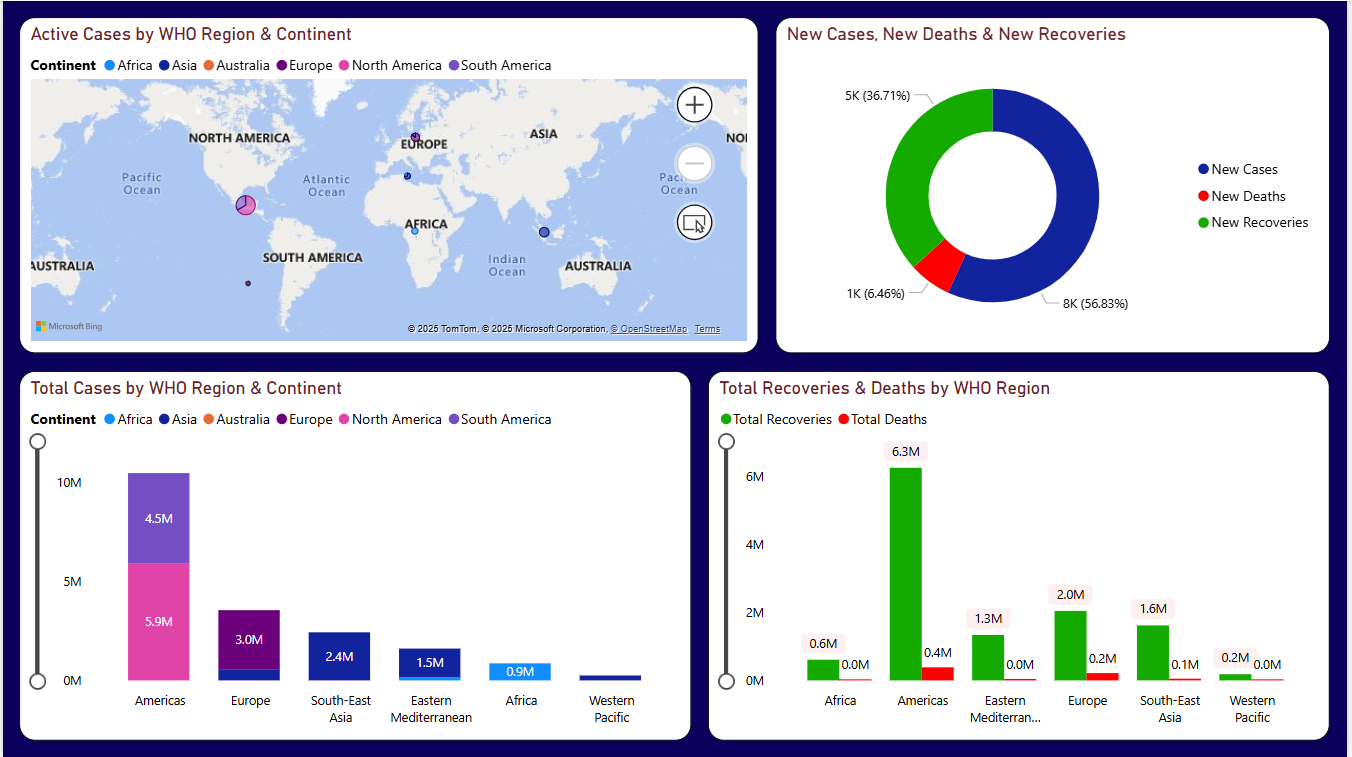 Active Cases by WHO Region & Continent
Continent Africa Asia Australia Europe North America South America
NORTH AMERICA
EUROPE
ASIA
Pacific
Ocean
Atlantic
Ocean
AFRICA
SOUTH AMERICA
AUSTRALIA
Indian
Ocean
AUSTRALIA
Ocean
Microsoft Bing
© 2025 TomTom, © 2025 Microsoft Corporation, © OpenStreetMap Terms
New Cases, New Deaths & New Recoveries
5K (36.71%)
1K (6.46%)
8K (56.83%)
New Cases
New Deaths
New Recoveries
Total Cases by WHO Region & Continent
Continent Africa Asia Australia Europe North America South America
10M
5M
0M
4.5M
5.9M
3.0M
2.4M
1.5M
0.9M
Americas
Europe
South-East
Asia
Eastern
Mediterranean
Africa
Western
Pacific
Total Recoveries & Deaths by WHO Region
Total Recoveries Total Deaths
6M
4M
2M
0M
0.6M
0.0M
6.3M
0.4M
1.3M
0.0M
2.0M
0.2M
1.6M
0.1M
0.2M
0.0M
Africa
Americas
Eastern
Mediterran...
Europe
South-East
Asia
Western
Pacific